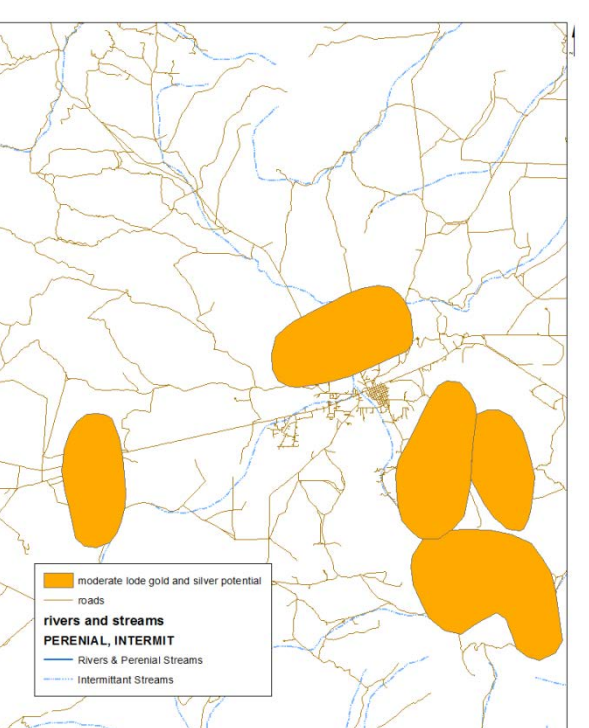 moderate lode gold and silver potential
roads
rivers and streams
PERENIAL, INTERMIT
Rivers & Perenial Streams
Intermittant Streams